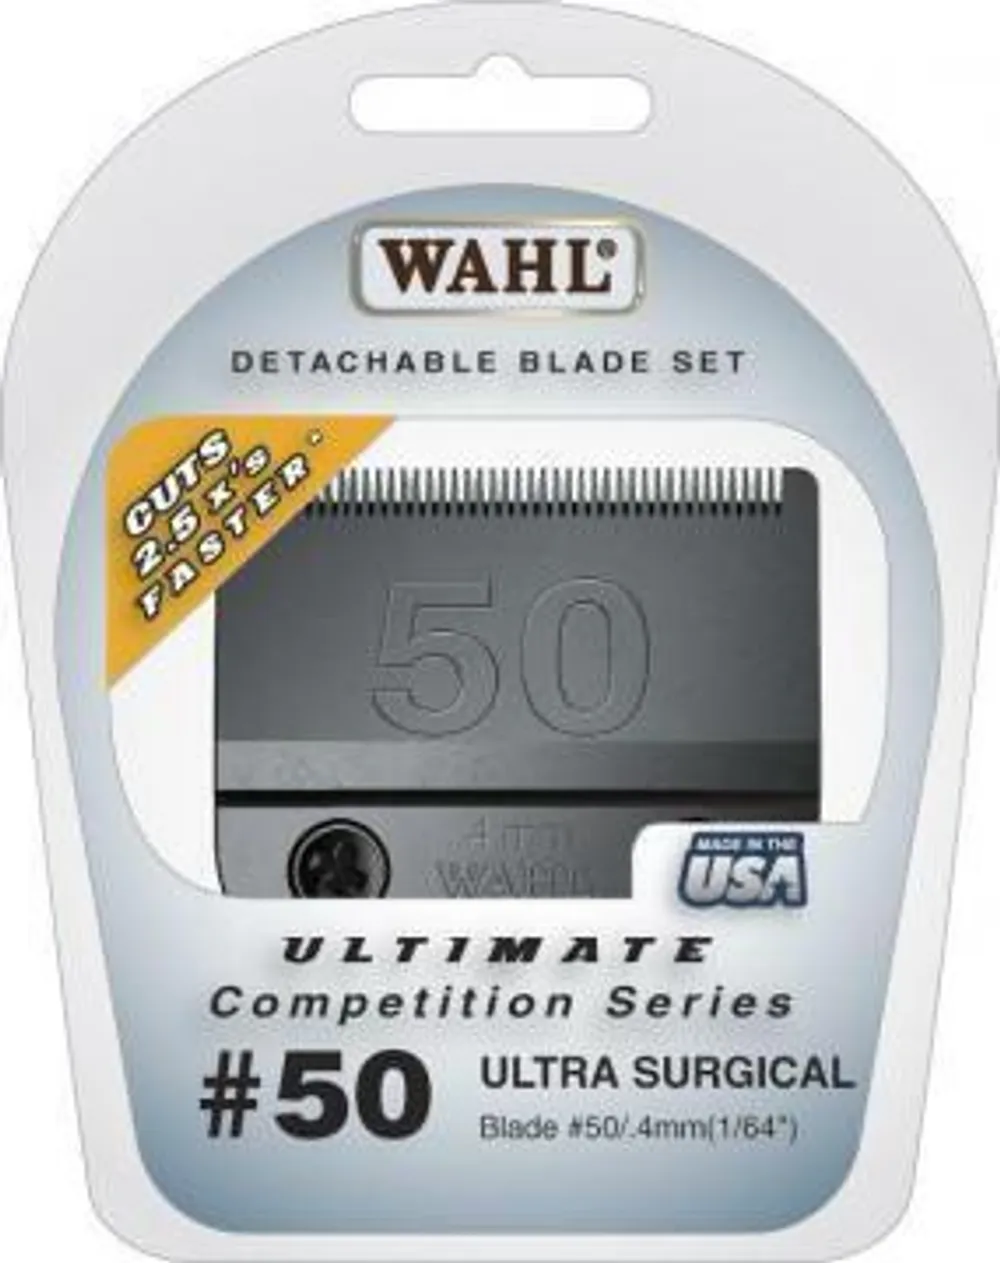 WAHL®
DETACHABLE BLADE SET
CUTS
2.5 x's
FASTER*
50
.4mm
WAHL
MADE IN THE
USA
ULTIMATE
Competition Series
#50
ULTRA SURGICAL
Blade #50/.4mm(1/64")